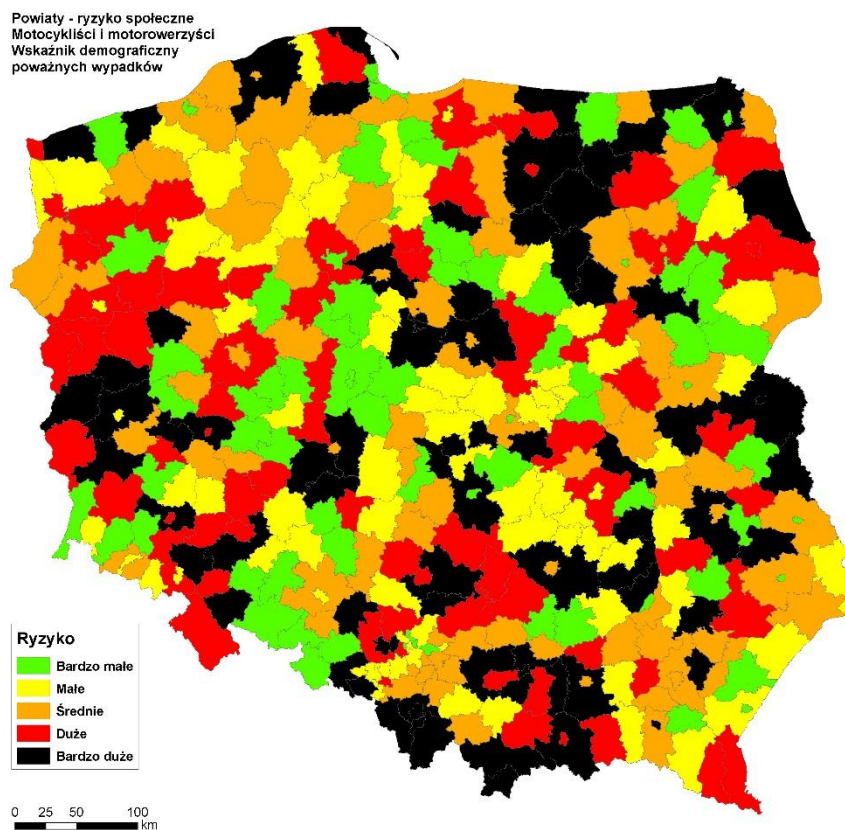 Powiaty - ryzyko społeczne
Motocykliści i motorowerzyści
Wskaźnik demograficzny
poważnych wypadków
Ryzyko
Bardzo małe
Małe
Średnie
Duże
Bardzo duże
0 25 50 100
km